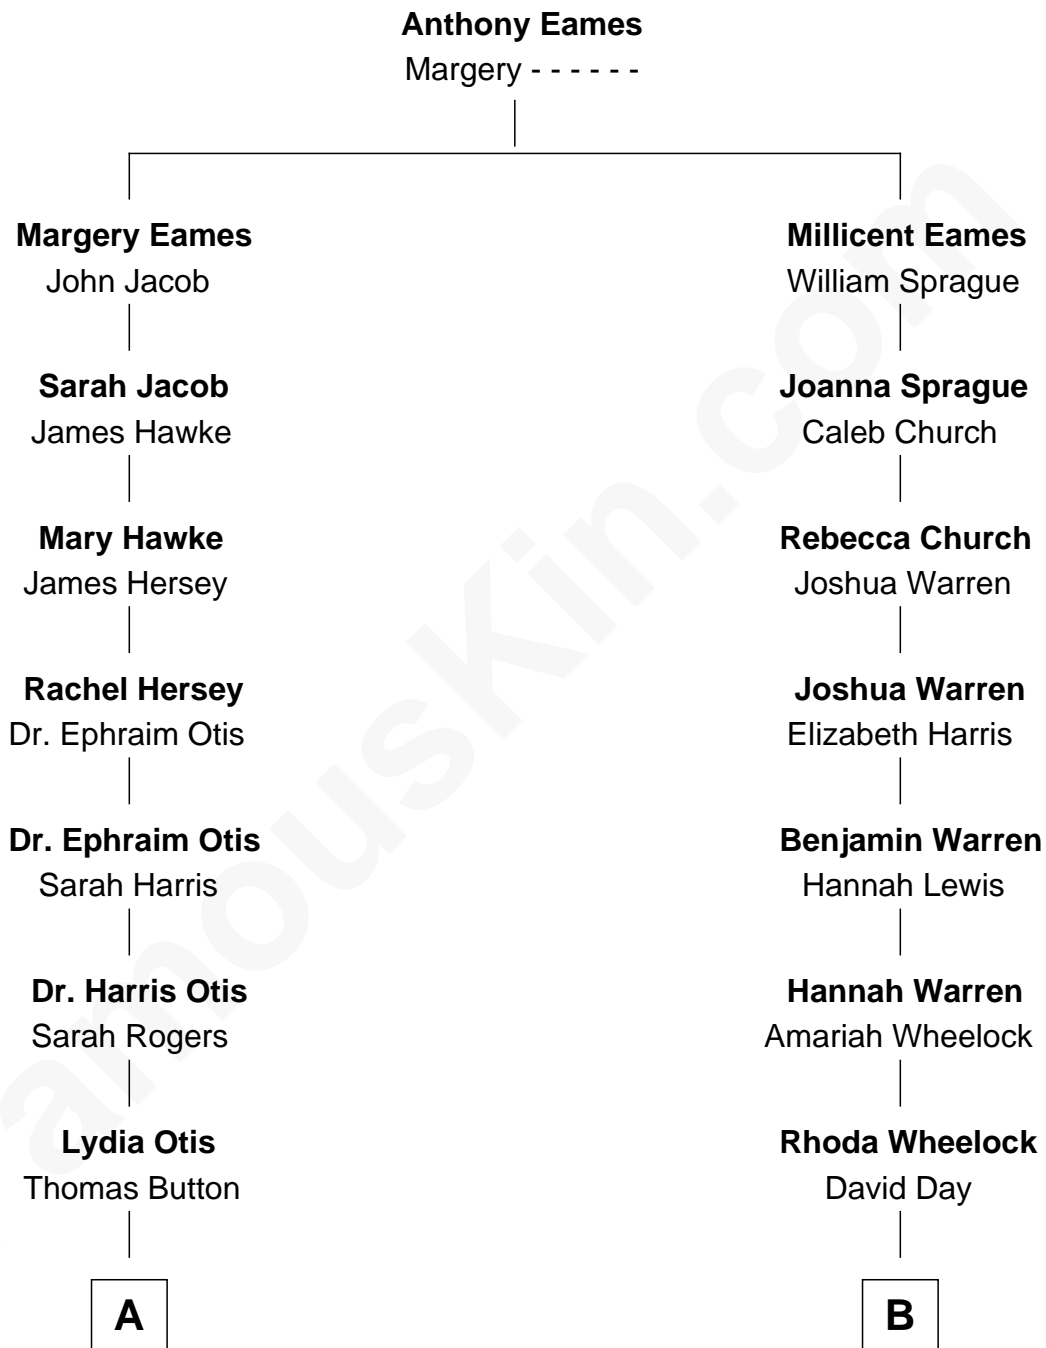 Anthony Eames
Margery - - - - - -
Margery Eames
John Jacob
Millicent Eames
William Sprague
Sarah Jacob
James Hawke
Joanna Sprague
Caleb Church
Mary Hawke
James Hersey
Rebecca Church
Joshua Warren
Rachel Hersey
Dr. Ephraim Otis
Joshua Warren
Elizabeth Harris
Dr. Ephraim Otis
Sarah Harris
Benjamin Warren
Hannah Lewis
Dr. Harris Otis
Sarah Rogers
Hannah Warren
Amariah Wheelock
Lydia Otis
Thomas Button
Rhoda Wheelock
David Day
A
B
amousKin.com